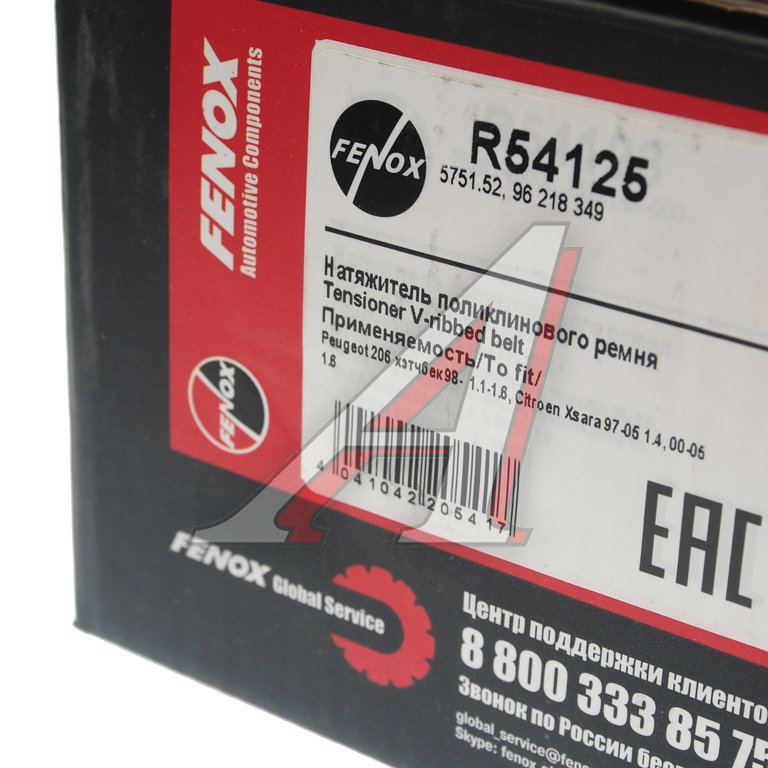 FENOX
Automotive Components
FENOX
R54125
5751.52, 96 218 349
Натяжитель поликлинового ремня
Tensioner V-ribbed belt
Применяемость/To fit/
Peugeot 206 хэтчбек 98- 1.1-1.6, Citroen Xsara 97-05 1.4, 00-05
1.6
4 041042 205417
FENOX
EAC
FENOX Global Service
Центр поддержки клиенто
8 800 333 85 75
Звонок по России бес
global_service@feno
Skype: fenox